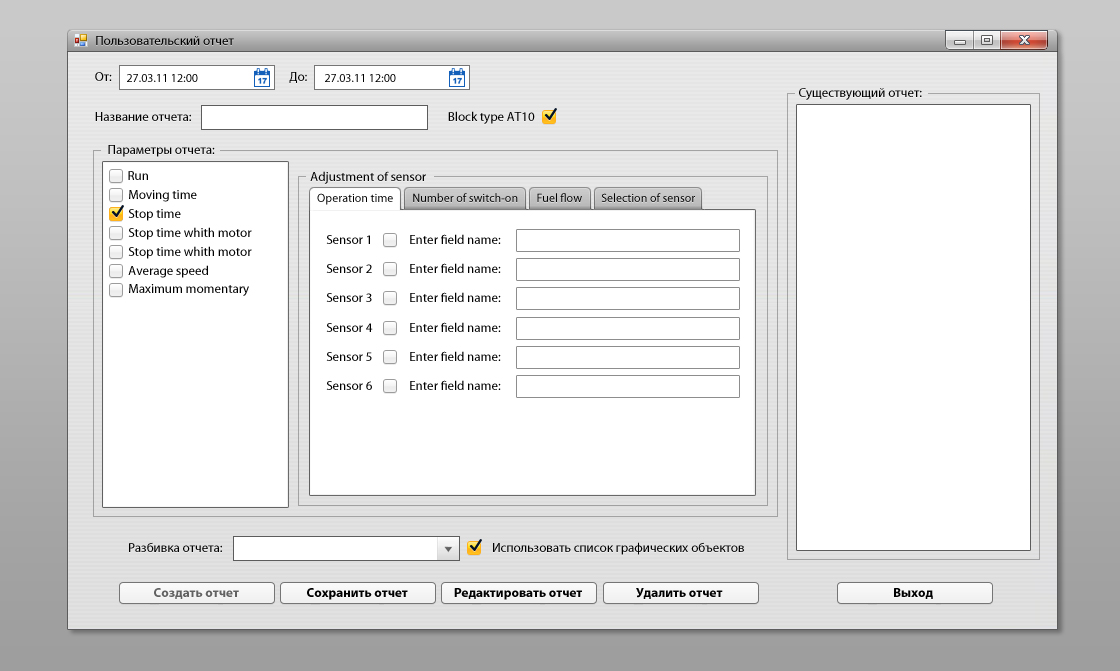 Пользовательский отчет
От: 27.03.11 12:00 17 До: 27.03.11 12:00 17
Название отчета: Block type AT10
Существующий отчет:
Параметры отчета:
Run
Moving time
Stop time
Stop time whith motor
Stop time whith motor
Average speed
Maximum momentary
Adjustment of sensor
Operation time Number of switch-on Fuel flow Selection of sensor
Sensor 1 Enter field name:
Sensor 2 Enter field name:
Sensor 3 Enter field name:
Sensor 4 Enter field name:
Sensor 5 Enter field name:
Sensor 6 Enter field name:
Разбивка отчета: Использовать список графических объектов
Создать отчет Сохранить отчет Редактировать отчет Удалить отчет Выход